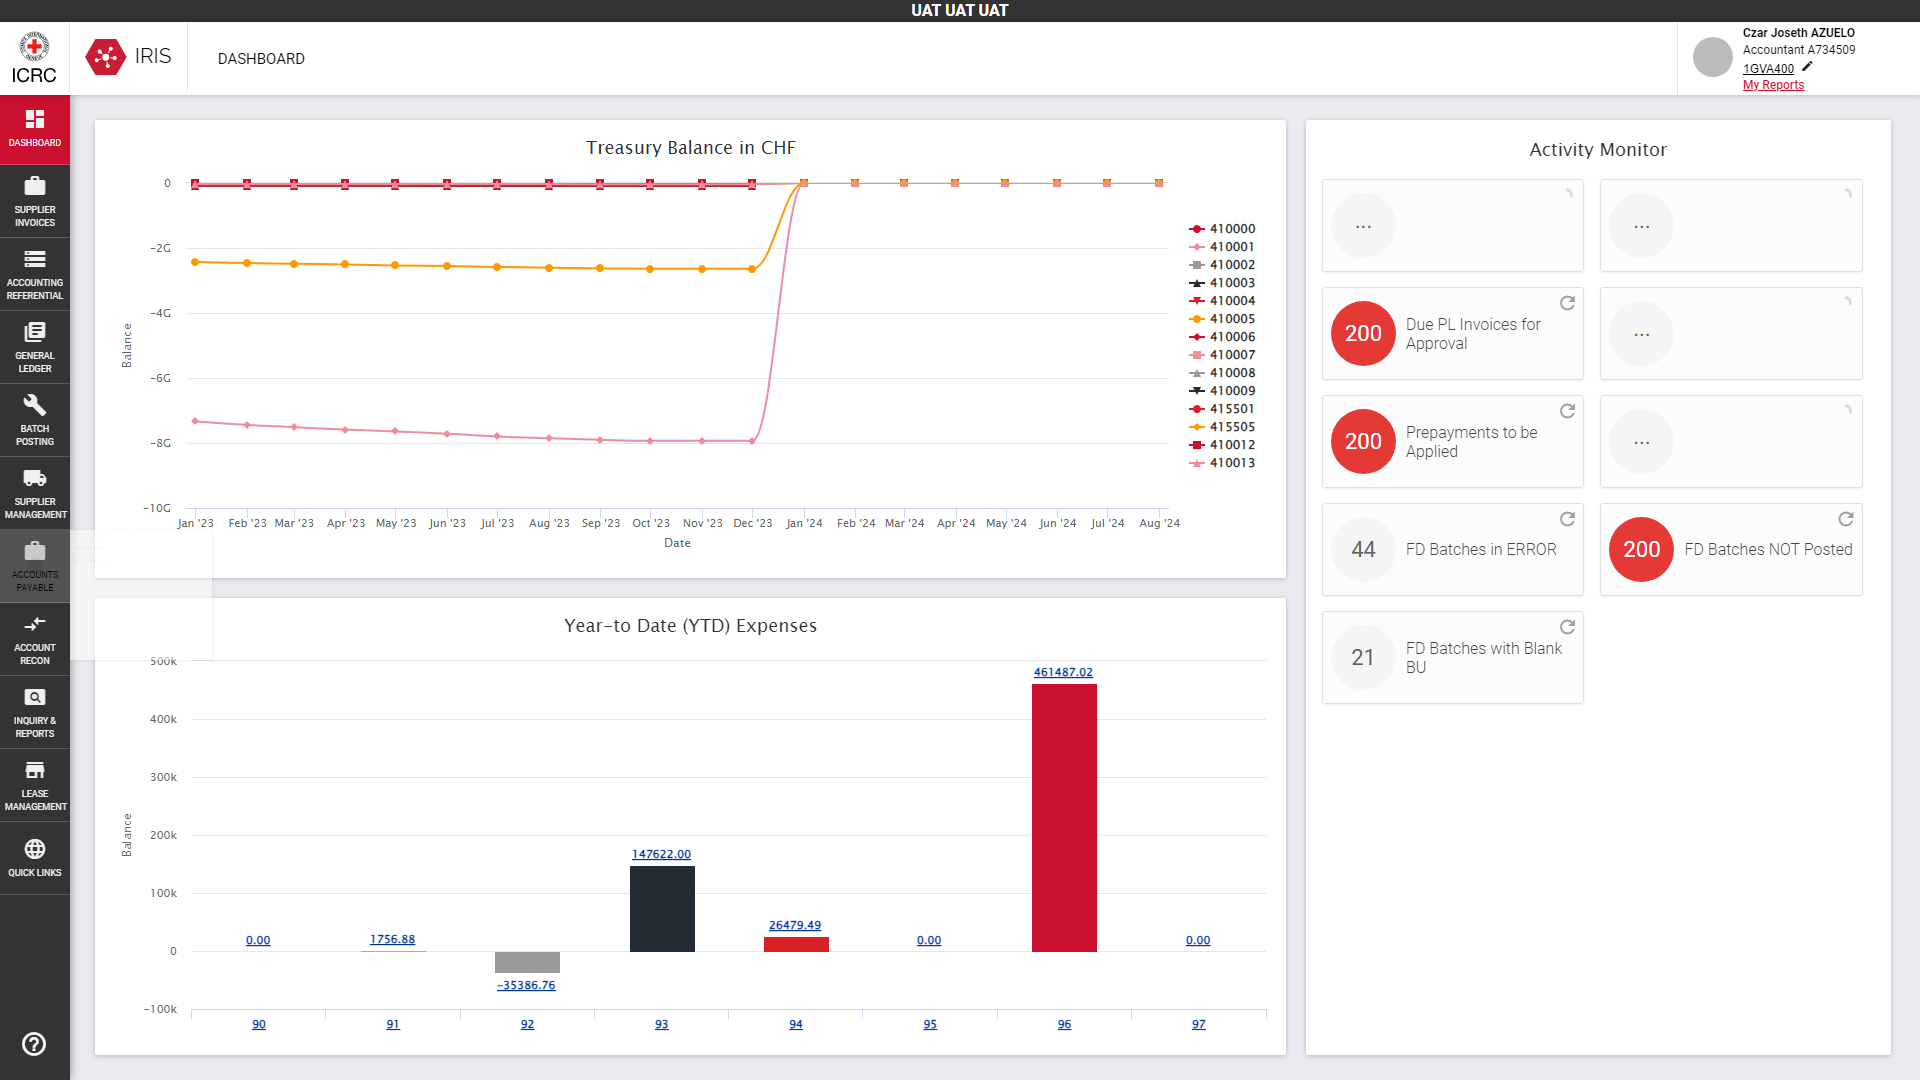 UAT UAT UAT
ICRC
IRIS
DASHBOARD
Czar Joseth AZUELO
Accountant A734509
1GVA400
My Reports
DASHBOARD
SUPPLIER
INVOICES
ACCOUNTING
REFERENTIAL
GENERAL
LEDGER
BATCH
POSTING
SUPPLIER
MANAGEMENT
ACCOUNTS
PAYABLE
ACCOUNT
RECON
INQUIRY &
REPORTS
LEASE
MANAGEMENT
QUICK LINKS
Treasury Balance in CHF
Balance
0
-2G
-4G
-6G
-8G
-10G
Jan '23 Feb '23 Mar '23 Apr '23 May '23 Jun '23 Jul '23 Aug '23 Sep '23 Oct '23 Nov '23 Dec '23 Jan '24 Feb '24 Mar '24 Apr '24 May '24 Jun '24 Jul '24 Aug '24
Date
410000
410001
410002
410003
410004
410005
410006
410007
410008
410009
415501
415505
410012
410013
Year-to Date (YTD) Expenses
Balance
500k
400k
300k
200k
100k
0
-100k
0.00
1756.88
-35386.76
147622.00
26479.49
0.00
461487.02
0.00
90 91 92 93 94 95 96 97
Activity Monitor
...
...
200
Due PL Invoices for
Approval
...
200
Prepayments to be
Applied
...
44
FD Batches in ERROR
200
FD Batches NOT Posted
21
FD Batches with Blank
BU